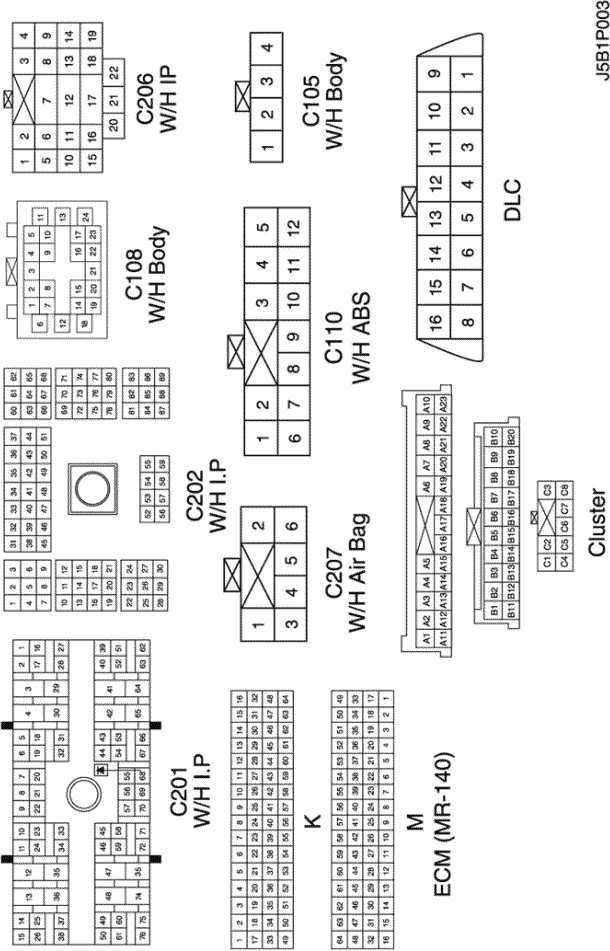 15 14 13 12 11 10 9 8 7 6 5 4 3 2 1
26 25 24 23 22 21 20 19 18 17 16
38 37 36 35 34 33 32 31 30 29 28 27
50 49 48 47 46 45 44 43 42 41 40 39
61 60 59 58 57 56 55 54 53 52 51
76 75 74 35 72 71 70 69 68 67 66 65 35 63 62
C201
W/H I.P
1 2 3
4 5 6
7 8 9
10 11 12
13 14 15
16 17 18
19 20 21
22 23 24
25 26 27
28 29 30
31 32 33 34 35 36 37
38 39 40 41 42 43 44
45 46 47 48 49 50 51
52 53 54 55
56 57 58 59
60 61 62
63 64 65
66 67 68
69 70 71
72 73 74
75 76 77
78 79 80
81 82 83
84 85 86
87 88 89
C202
W/H I.P
1 2 3 4 5
6 7 8 9 10 11
12 13
14 15 16 17
18 19 20 21 22 23 24
C108
W/H Body
1 2 3 4
5 6 7 8 9
10 11 12 13 14
15 16 17 18 19
20 21 22
C206
W/H IP
1 2 3 4 5 6 7 8 9 10 11 12 13 14 15 16
17 18 19 20 21 22 23 24 25 26 27 28 29 30 31 32
33 34 35 36 37 38 39 40 41 42 43 44 45 46 47 48
49 50 51 52 53 54 55 56 57 58 59 60 61 62 63 64
K
64 63 62 61 60 59 58 57 56 55 54 53 52 51 50 49
48 47 46 45 44 43 42 41 40 39 38 37 36 35 34 33
32 31 30 29 28 27 26 25 24 23 22 21 20 19 18 17
16 15 14 13 12 11 10 9 8 7 6 5 4 3 2 1
M
ECM (MR-140)
1 2
3 4 5 6
C207
W/H Air Bag
1 2 3 4 5
6 7 8 9 10 11 12
C110
W/H ABS
1 2 3 4
C105
W/H Body
A1 A2 A3 A4 A5 A6 A7 A8 A9 A10
A11 A12 A13 A14 A15 A16 A17 A18 A19 A20 A21 A22 A23
B1 B2 B3 B4 B5 B6 B7 B8 B9 B10
B11 B12 B13 B14 B15 B16 B17 B18 B19 B20
C1 C2 C3
C4 C5 C6 C7 C8
Cluster
16 15 14 13 12 11 10 9
8 7 6 5 4 3 2 1
DLC
J5B1P003